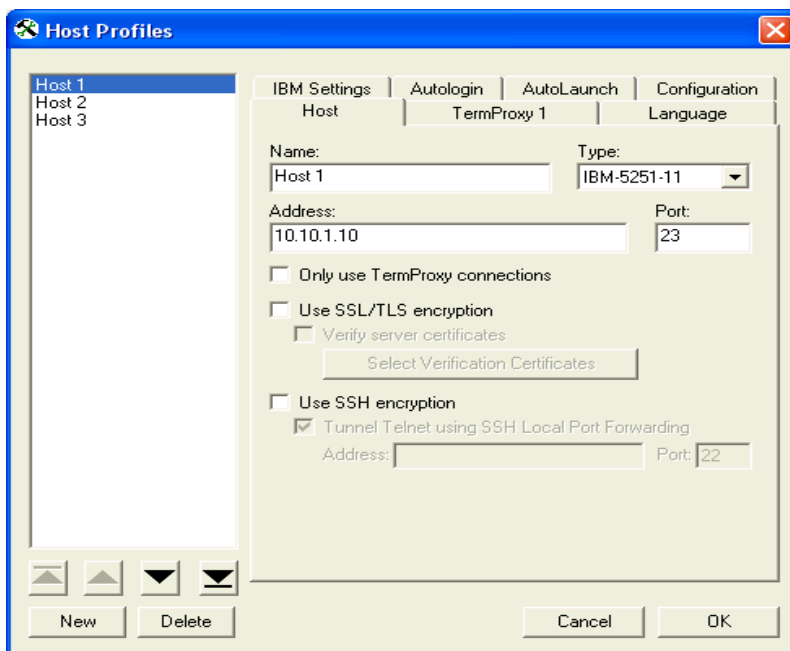 Host Profiles
Host 1
Host 2
Host 3
IBM Settings Autologin AutoLaunch Configuration
Host TermProxy 1 Language
Name: Type:
Host 1 IBM-5251-11
Address: Port:
10.10.1.10 23
Only use TermProxy connections
Use SSL/TLS encryption
Verify server certificates
Select Verification Certificates
Use SSH encryption
Tunnel Telnet using SSH Local Port Forwarding
Address: Port: 22
New Delete Cancel OK